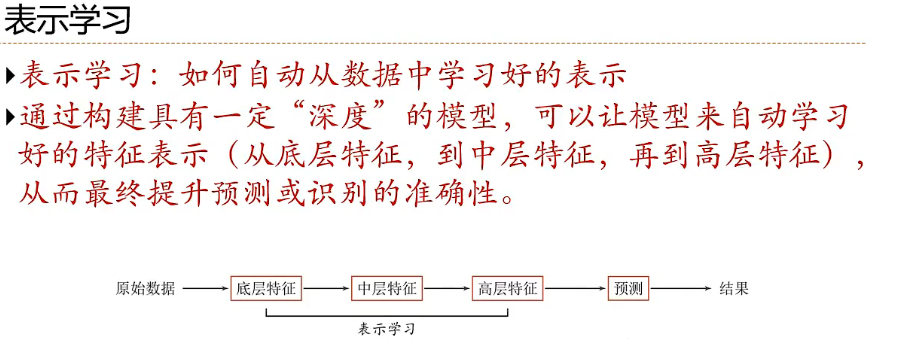 表示学习
表示学习：如何自动从数据中学习好的表示
通过构建具有一定“深度”的模型，可以让模型来自动学习
好的特征表示（从底层特征，到中层特征，再到高层特征），
从而最终提升预测或识别的准确性。
原始数据 底层特征 中层特征 高层特征 预测 结果
表示学习